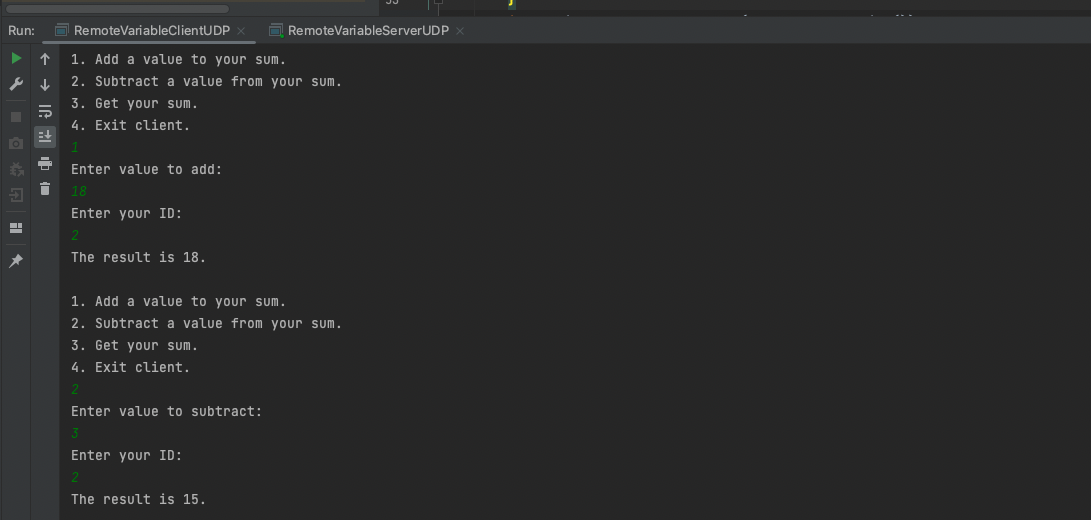 Run: RemoteVariableClientUDP RemoteVariableServerUDP
1. Add a value to your sum.
2. Subtract a value from your sum.
3. Get your sum.
4. Exit client.
1
Enter value to add:
18
Enter your ID:
2
The result is 18.
1. Add a value to your sum.
2. Subtract a value from your sum.
3. Get your sum.
4. Exit client.
2
Enter value to subtract:
3
Enter your ID:
2
The result is 15.